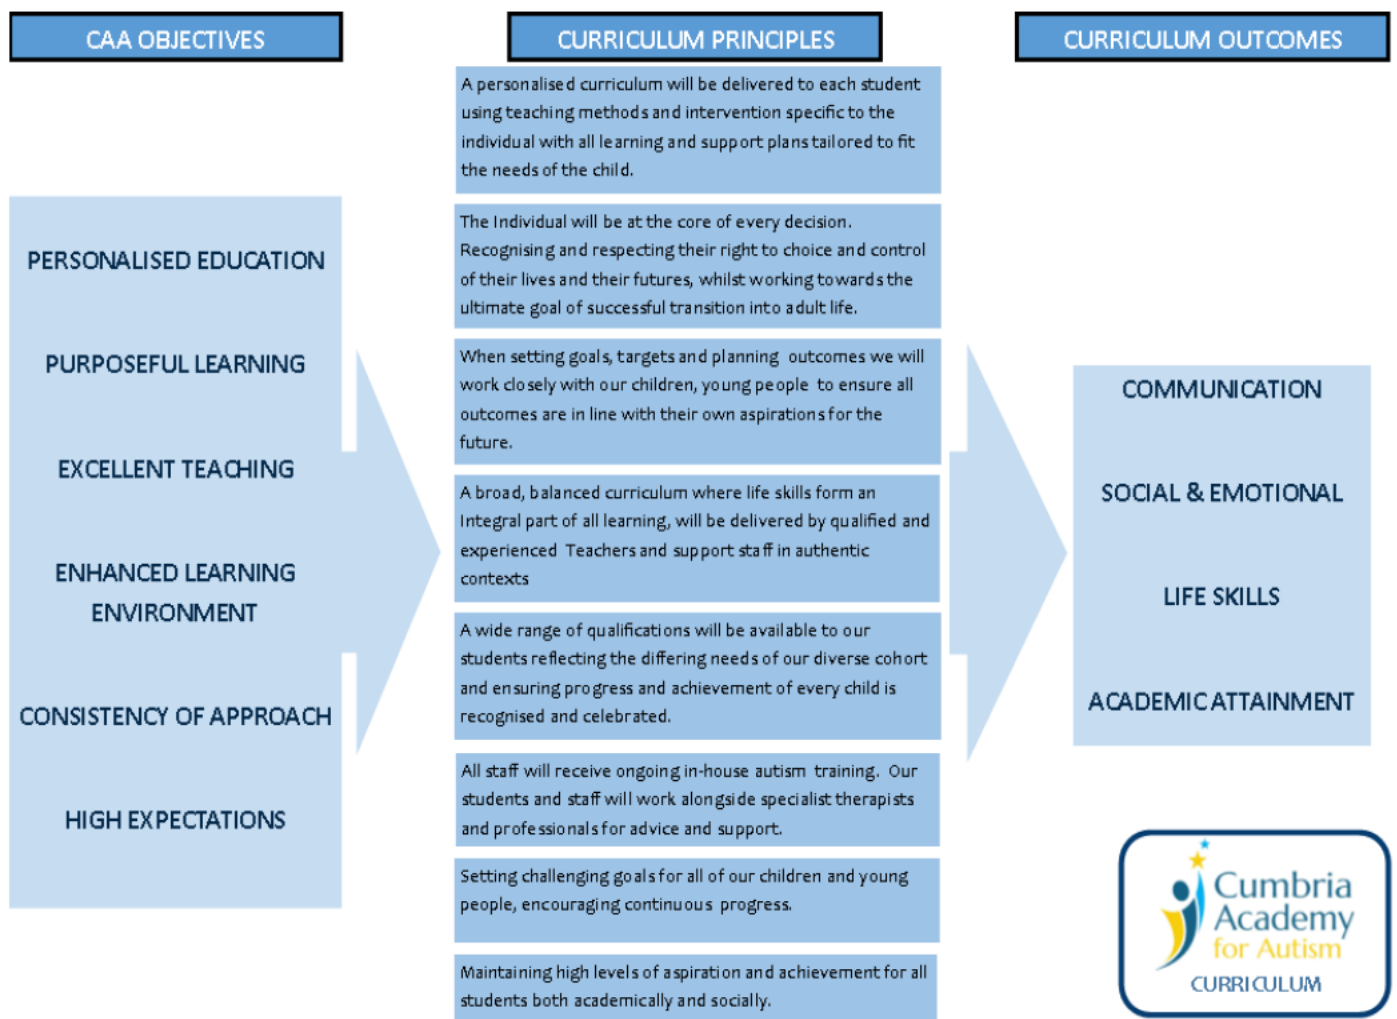 CAA OBJECTIVES
PERSONALISED EDUCATION
PURPOSEFUL LEARNING
EXCELLENT TEACHING
ENHANCED LEARNING
ENVIRONMENT
CONSISTENCY OF APPROACH
HIGH EXPECTATIONS
CURRICULUM PRINCIPLES
A personalised curriculum will be delivered to each student
using teaching methods and intervention specific to the
individual with all learning and support plans tailored to fit
the needs of the child.
The Individual will be at the core of every decision.
Recognising and respecting their right to choice and control
of their lives and their futures, whilst working towards the
ultimate goal of successful transition into adult life.
When setting goals, targets and planning outcomes we will
work closely with our children, young people to ensure all
outcomes are in line with their own aspirations for the
future.
A broad, balanced curriculum where life skills form an
Integral part of all learning, will be delivered by qualified and
experienced Teachers and support staff in authentic
contexts
A wide range of qualifications will be available to our
students reflecting the differing needs of our diverse cohort
and ensuring progress and achievement of every child is
recognised and celebrated.
All staff will receive ongoing in-house autism training. Our
students and staff will work alongside specialist therapists
and professionals for advice and support.
Setting challenging goals for all of our children and young
people, encouraging continuous progress.
Maintaining high levels of aspiration and achievement for all
students both academically and socially.
CURRICULUM OUTCOMES
COMMUNICATION
SOCIAL & EMOTIONAL
LIFE SKILLS
ACADEMIC ATTAINMENT
Cumbria
Academy
for Autism
CURRICULUM